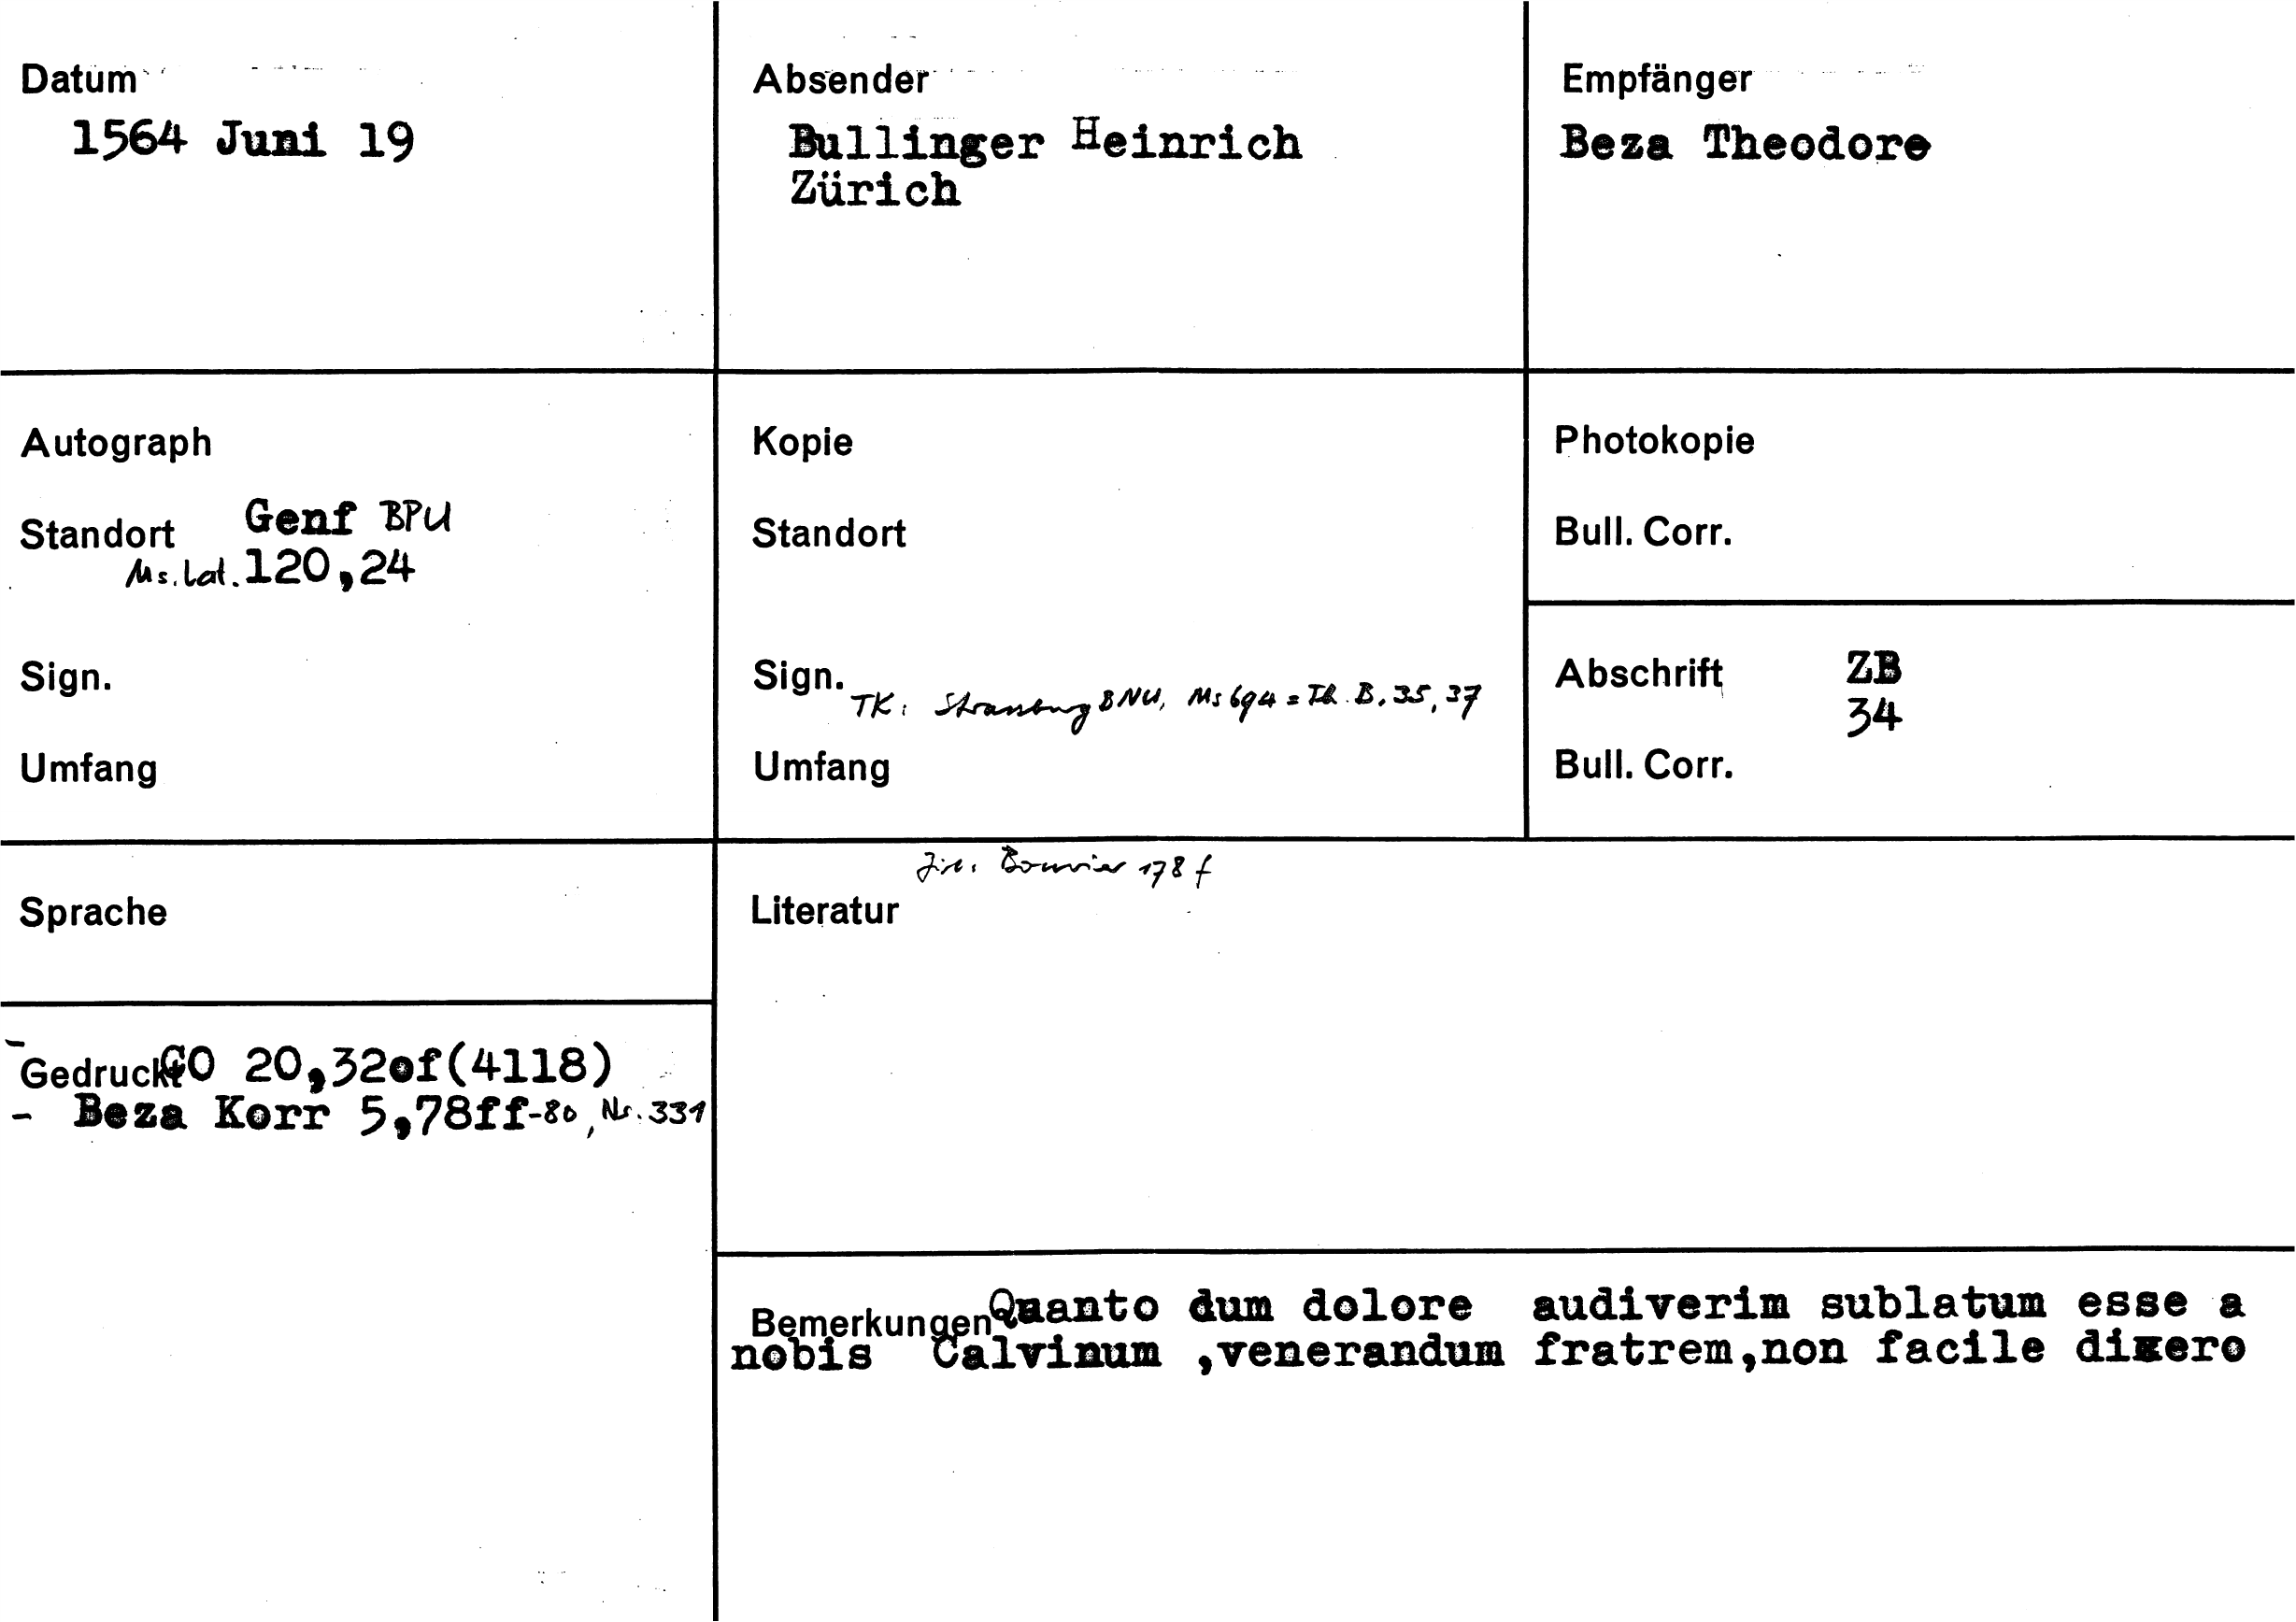 Datum
1564 Juni 19
Absender
Bullinger Heinrich
Zürich
Empfänger
Beza Theodore
Autograph
Standort Genf BPU
Ms. lat. 120,24
Sign.
Umfang
Kopie
Standort
Sign. TK: Strassburg BNU, Ms 694 = Th. B. 35, 37
Umfang
Photokopie
Bull. Corr.
Abschrift ZB
34
Bull. Corr.
Sprache
Zit.: Bouvier 178 f
Literatur
- Gedruckt CO 20,320f(4118)
- Beza Korr 5,78ff-80, Nr. 331
Bemerkungen Quanto dum dolore audiverim sublatum esse a
nobis Calvinum ,venerandum fratrem,non facile dixero